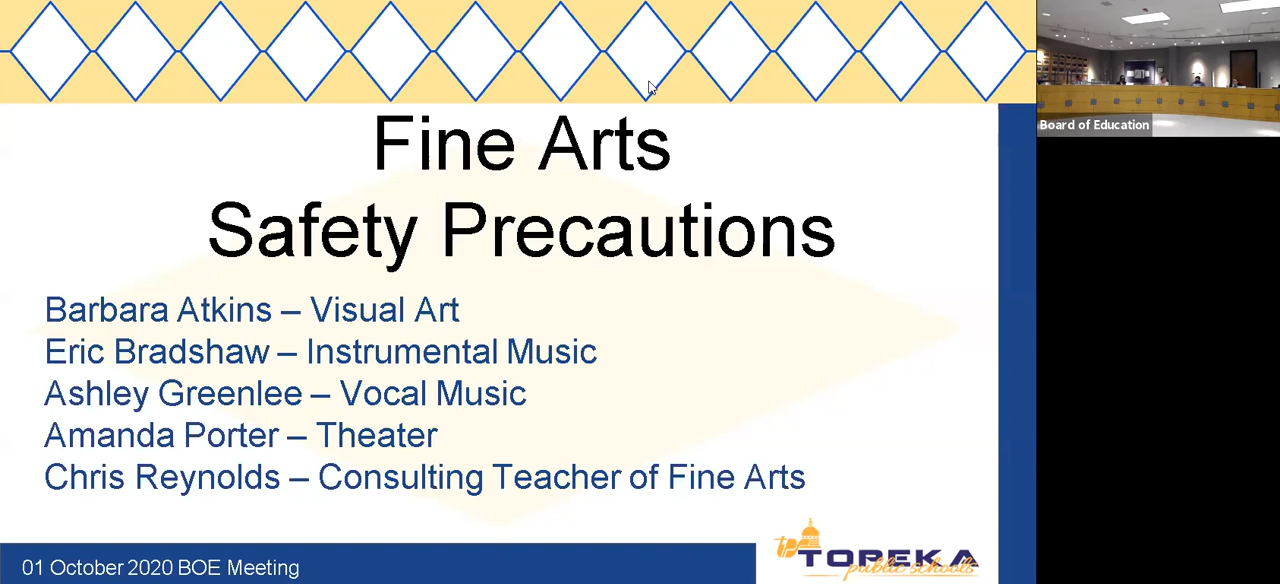 Fine Arts
Safety Precautions
Barbara Atkins – Visual Art
Eric Bradshaw – Instrumental Music
Ashley Greenlee – Vocal Music
Amanda Porter – Theater
Chris Reynolds – Consulting Teacher of Fine Arts
01 October 2020 BOE Meeting
tps TOPEKA
public schools
Board of Education